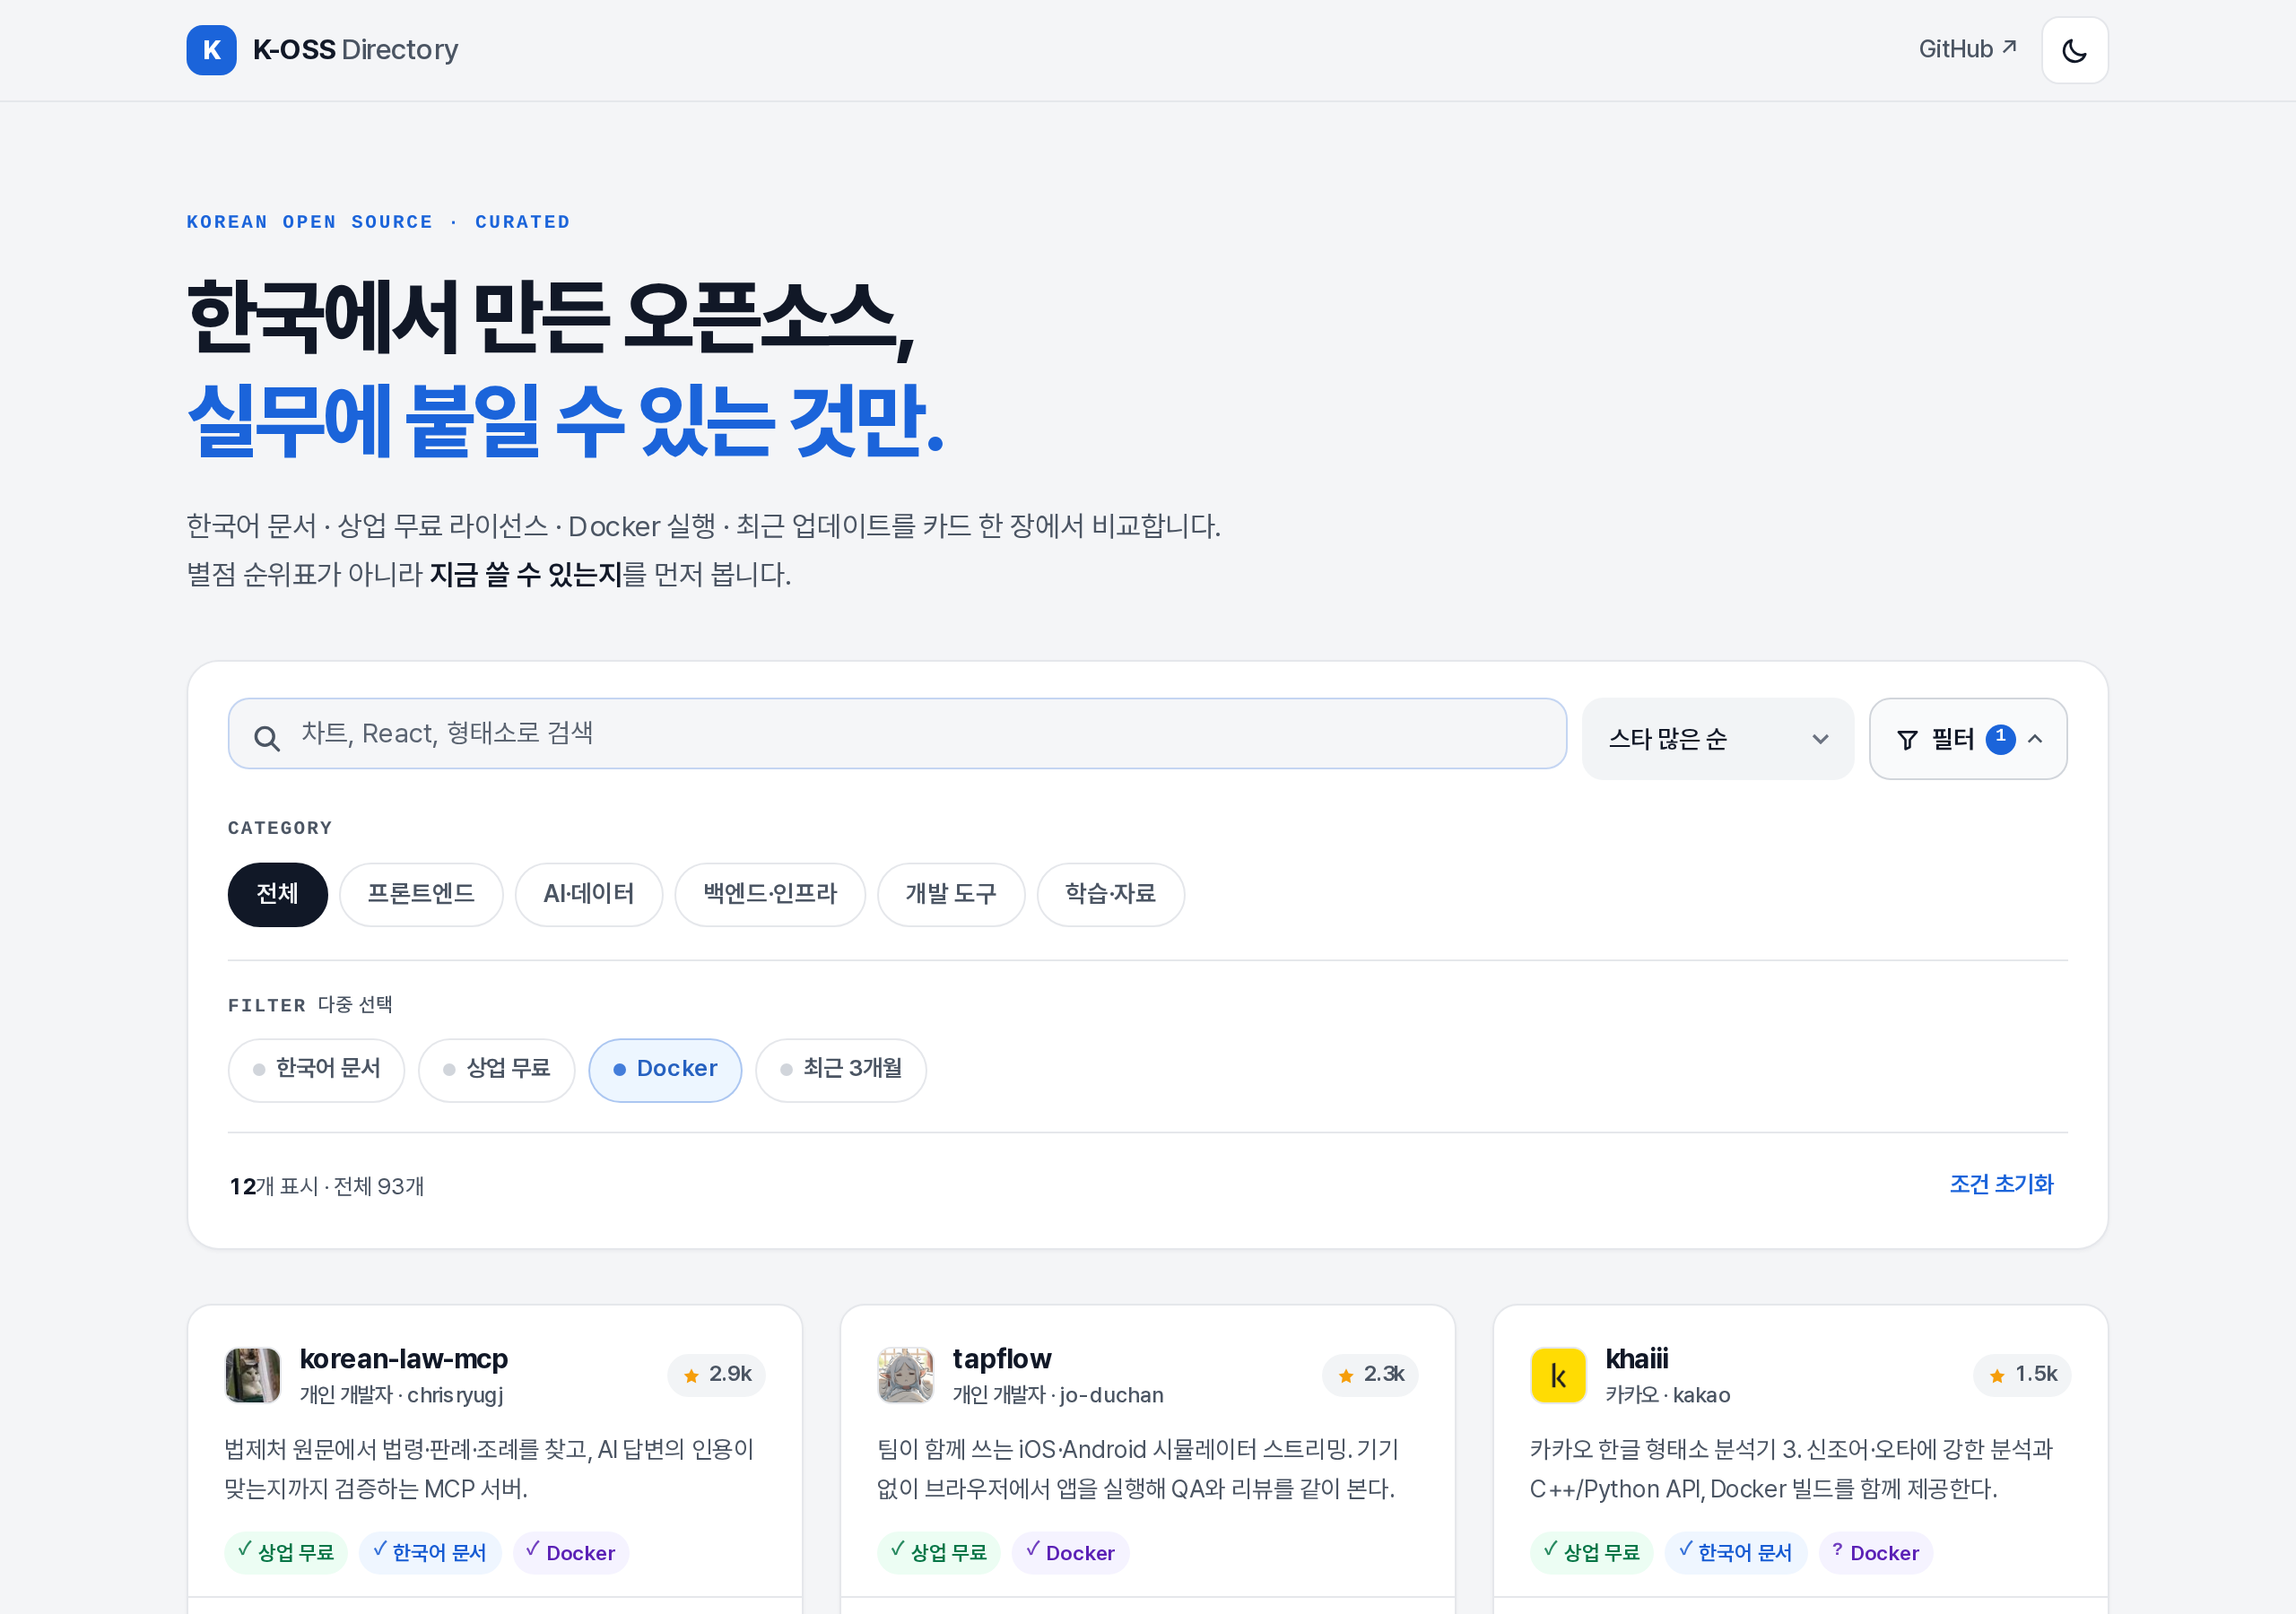 K K-OSS Directory
GitHub ↗
KOREAN OPEN SOURCE · CURATED
한국에서 만든 오픈소스,
실무에 붙일 수 있는 것만.
한국어 문서 · 상업 무료 라이선스 · Docker 실행 · 최근 업데이트를 카드 한 장에서 비교합니다.
별점 순위표가 아니라 지금 쓸 수 있는지를 먼저 봅니다.
차트, React, 형태소로 검색
스타 많은 순
필터 1
CATEGORY
전체 프론트엔드 AI·데이터 백엔드·인프라 개발 도구 학습·자료
FILTER 다중 선택
한국어 문서 상업 무료 Docker 최근 3개월
12개 표시 · 전체 93개
조건 초기화
korean-law-mcp
개인 개발자 · chrisryugj
★ 2.9k
법제처 원문에서 법령·판례·조례를 찾고, AI 답변의 인용이
맞는지까지 검증하는 MCP 서버.
✓ 상업 무료 ✓ 한국어 문서 ✓ Docker
tapflow
개인 개발자 · jo-duchan
★ 2.3k
팀이 함께 쓰는 iOS·Android 시뮬레이터 스트리밍. 기기
없이 브라우저에서 앱을 실행해 QA와 리뷰를 같이 본다.
✓ 상업 무료 ✓ Docker
k
khaiii
카카오 · kakao
★ 1.5k
카카오 한글 형태소 분석기 3. 신조어·오타에 강한 분석과
C++/Python API, Docker 빌드를 함께 제공한다.
✓ 상업 무료 ✓ 한국어 문서 ? Docker